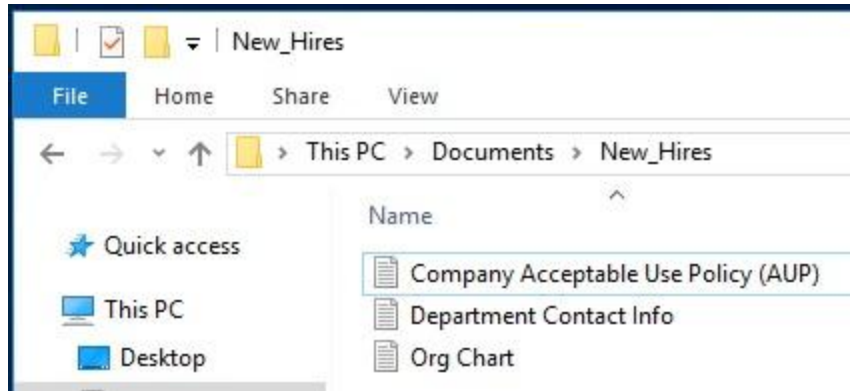 New_Hires
File Home Share View
This PC > Documents > New_Hires
Name
Quick access
Company Acceptable Use Policy (AUP)
This PC
Department Contact Info
Desktop
Org Chart